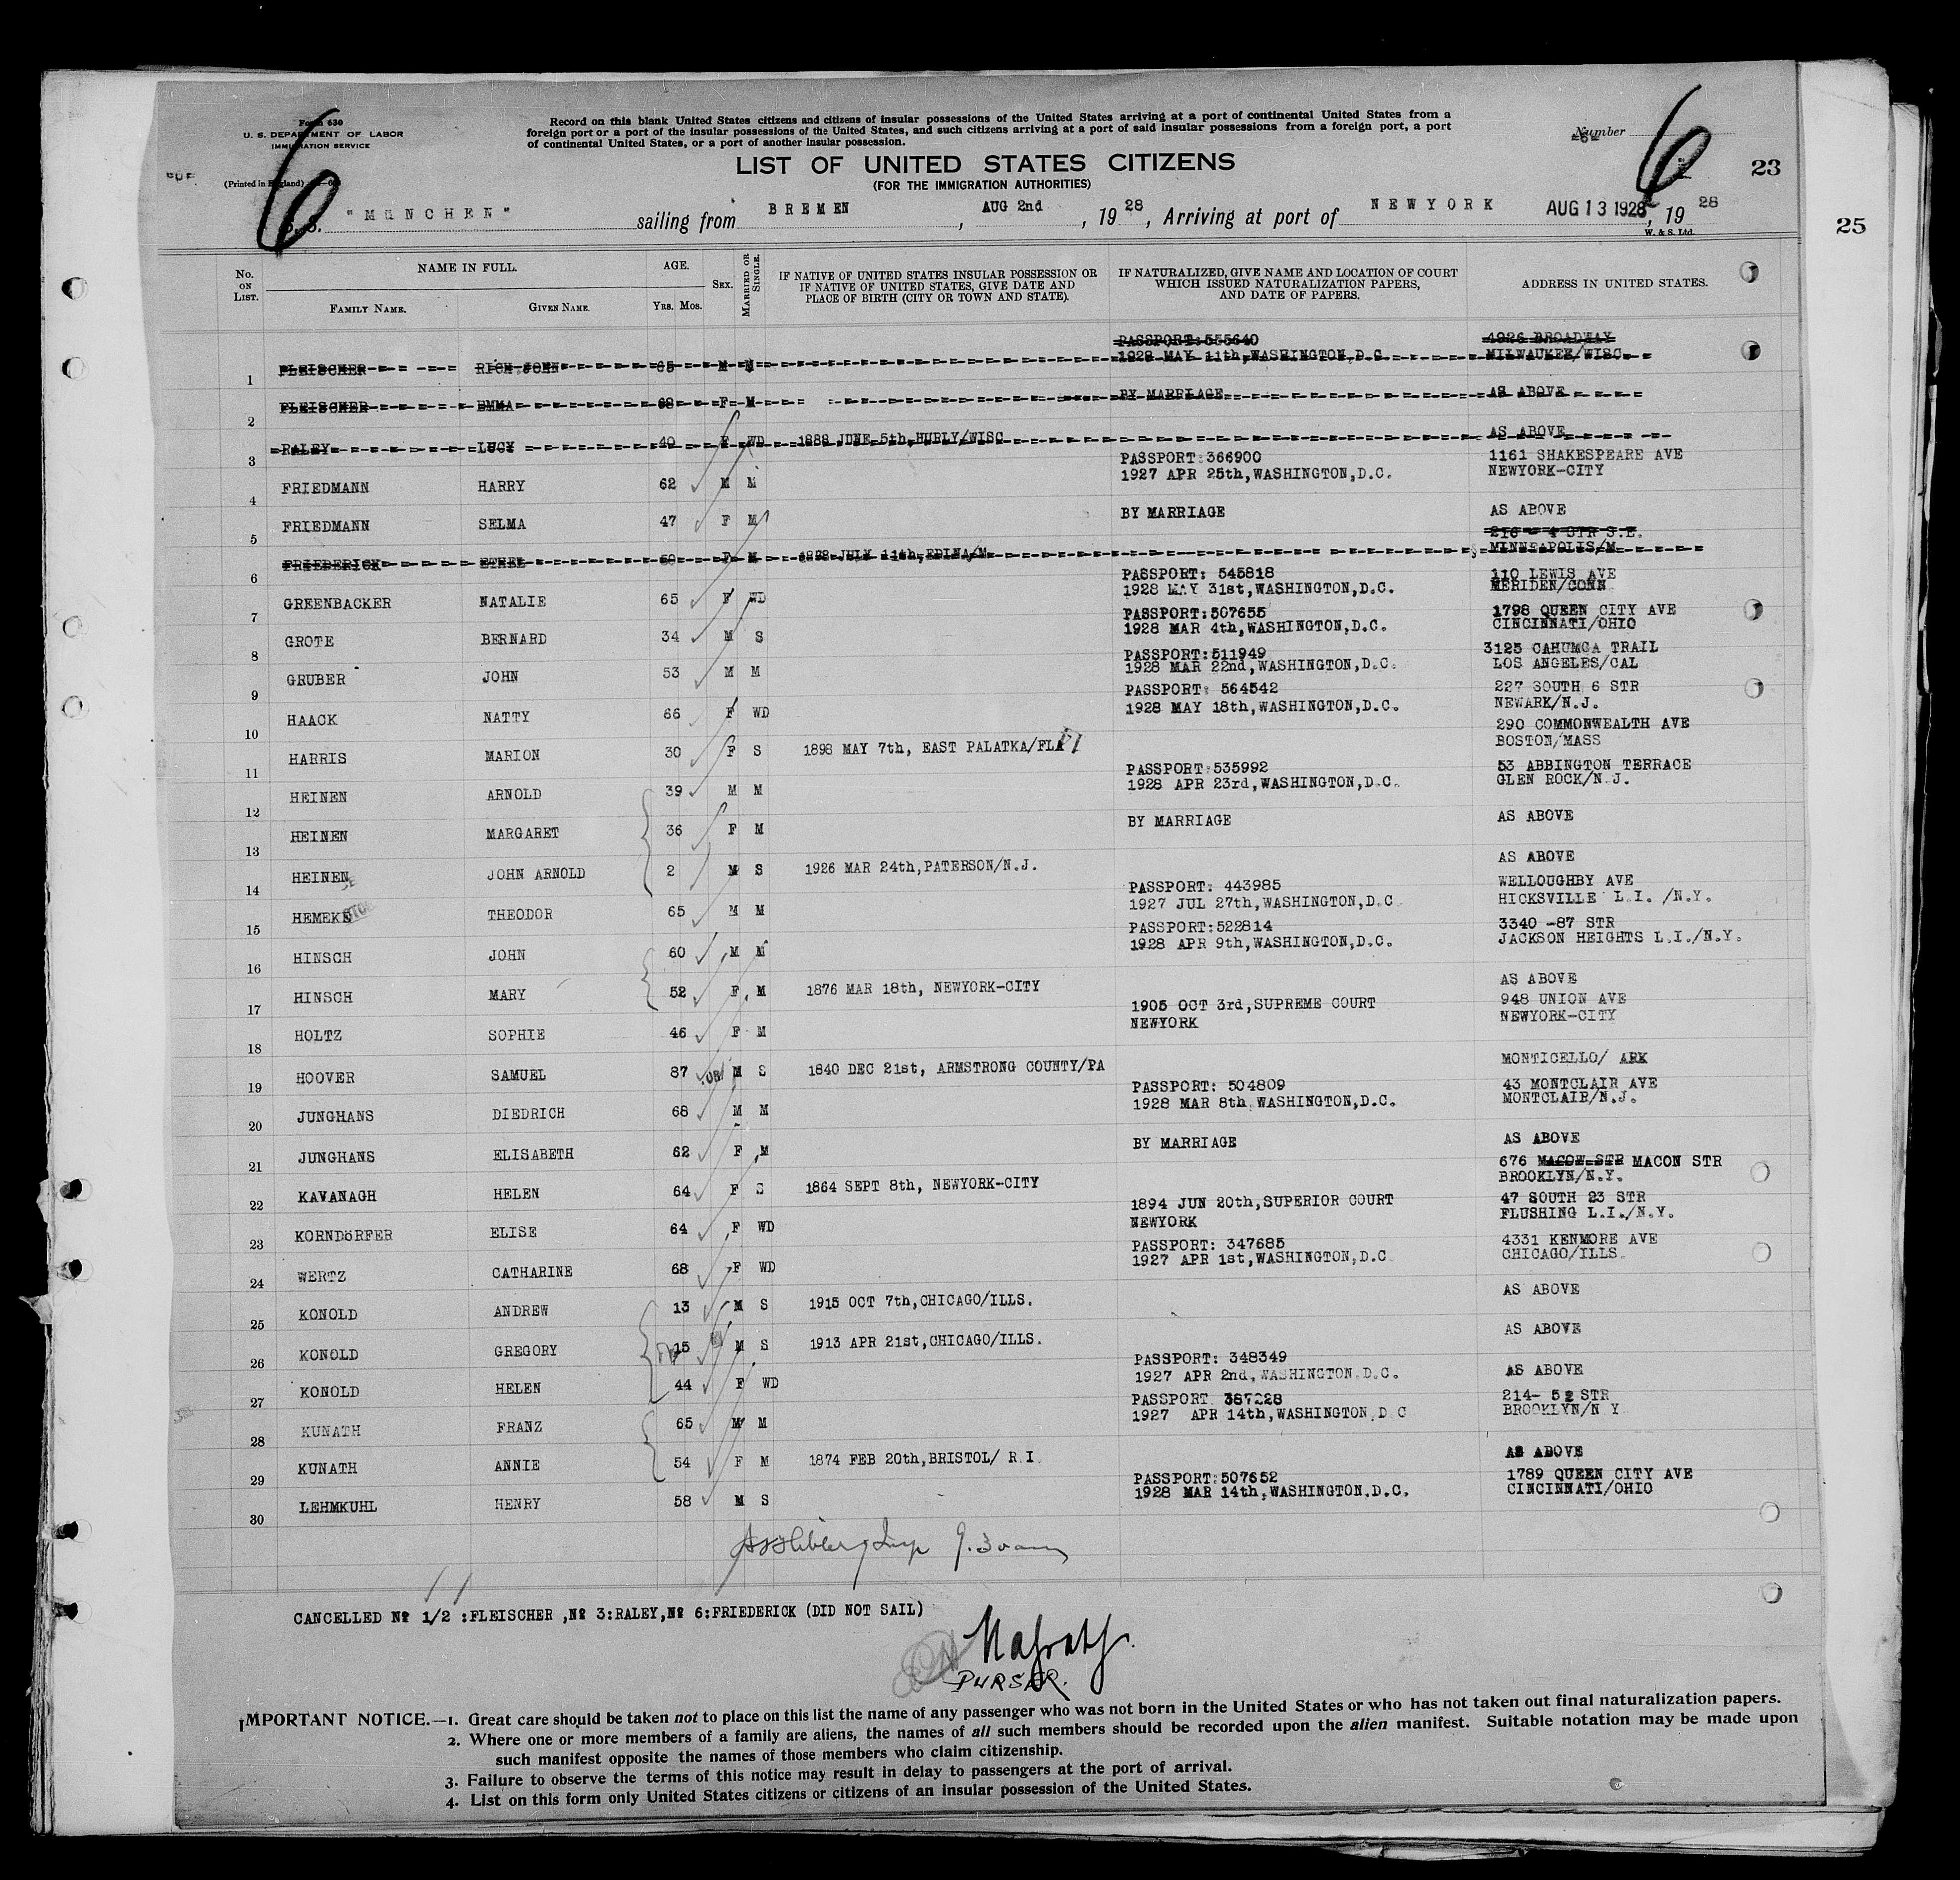 Form 630
U. S. DEPARTMENT OF LABOR
IMMIGRATION SERVICE
(Printed in England)
Record on this blank United States citizens and citizens of insular possessions of the United States arriving at a port of continental United States from a
foreign port or a port of the insular possessions of the United States, and such citizens arriving at a port of said insular possessions from a foreign port, a port
of continental United States, or a port of another insular possession.
Number
6
6
23
25
LIST OF UNITED STATES CITIZENS
(FOR THE IMMIGRATION AUTHORITIES)
S.S. "MUNCHEN" sailing from BREMEN, AUG 2nd, 19 28, Arriving at port of NEWYORK AUG 13 1928, 19 28
W. & S. Ltd.
No. ON LIST. NAME IN FULL. FAMILY NAME. GIVEN NAME. AGE. YRS. MOS. SEX. MARRIED OR SINGLE. IF NATIVE OF UNITED STATES INSULAR POSSESSION OR IF NATIVE OF UNITED STATES, GIVE DATE AND PLACE OF BIRTH (CITY OR TOWN AND STATE). IF NATURALIZED, GIVE NAME AND LOCATION OF COURT WHICH ISSUED NATURALIZATION PAPERS, AND DATE OF PAPERS. ADDRESS IN UNITED STATES.
1 FLEISCHER RICH.JOHN 65 M M PASSPORT:555640 1928 MAY 11th,WASHINGTON,D.C. 4926 BROADWAY MILWAUKEE/WISC.
2 FLEISCHER EMMA 68 F M BY MARRIAGE AS ABOVE
3 RALEY LUCY 40 F WD 1888 JUNE 5th,HURLY/WISC AS ABOVE
4 FRIEDMANN HARRY 62 M M PASSPORT:366900 1927 APR 25th,WASHINGTON,D.C. 1161 SHAKESPEARE AVE NEWYORK-CITY
5 FRIEDMANN SELMA 47 F M BY MARRIAGE AS ABOVE
6 FRIEDERICK ETHEL F M JULY 11th,EDINA/M. 216 - 4 STR S.E. MINNEAPOLIS/M
7 GREENBACKER NATALIE 65 F WD PASSPORT: 545818 1928 MAY 31st,WASHINGTON,D.C. 110 LEWIS AVE MERIDEN/CONN
8 GROTE BERNARD 34 M S PASSPORT:507655 1928 MAR 4th,WASHINGTON,D.C. 1798 QUEEN CITY AVE CINCINNATI/OHIO
9 GRUBER JOHN 53 M M PASSPORT:511949 1928 MAR 22nd,WASHINGTON,D.C. 3125 CAHUMGA TRAIL LOS ANGELES/CAL
10 HAACK NATTY 66 F WD PASSPORT: 564542 1928 MAY 18th,WASHINGTON,D.C. 227 SOUTH 6 STR NEWARK/N.J.
11 HARRIS MARION 30 F S 1898 MAY 7th, EAST PALATKA/FLA 290 COMMONWEALTH AVE BOSTON/MASS
12 HEINEN ARNOLD 39 M M PASSPORT:535992 1928 APR 23rd,WASHINGTON,D.C. 53 ABBINGTON TERRACE GLEN ROCK/N.J.
13 HEINEN MARGARET 36 F M BY MARRIAGE AS ABOVE
14 HEINEN JOHN ARNOLD 2 M S 1926 MAR 24th,PATERSON/N.J. AS ABOVE
15 HEMEKE THEODOR 65 M M PASSPORT: 443985 1927 JUL 27th,WASHINGTON,D.C WELLOUGHBY AVE HICKSVILLE L.I. /N.Y.
16 HINSCH JOHN 60 M M PASSPORT:522814 1928 APR 9th,WASHINGTON,D.C. 3340 -87 STR JACKSON HEIGHTS L.I./N.Y.
17 HINSCH MARY 52 F M 1876 MAR 18th, NEWYORK-CITY AS ABOVE
18 HOLTZ SOPHIE 46 F M 1905 OCT 3rd,SUPREME COURT NEWYORK 948 UNION AVE NEWYORK-CITY
19 HOOVER SAMUEL 87 M S 1840 DEC 21st, ARMSTRONG COUNTY/PA MONTICELLO/ ARK
20 JUNGHANS DIEDRICH 68 M M PASSPORT: 504809 1928 MAR 8th,WASHINGTON,D.C. 43 MONTCLAIR AVE MONTCLAIR/N.J.
21 JUNGHANS ELISABETH 62 F M BY MARRIAGE AS ABOVE
22 KAVANAGH HELEN 64 F S 1864 SEPT 8th, NEWYORK-CITY 676 MACOW STR MACON STR BROOKLYN/N.Y.
23 KORNDöRFER ELISE 64 F WD 1894 JUN 20th,SUPERIOR COURT NEWYORK 47 SOUTH 23 STR FLUSHING L.I./N.Y.
24 WERTZ CATHARINE 68 F WD PASSPORT: 347685 1927 APR 1st,WASHINGTON,D.C 4331 KENMORE AVE CHICAGO/ILLS.
25 KONOLD ANDREW 13 M S 1915 OCT 7th,CHICAGO/ILLS. AS ABOVE
26 KONOLD GREGORY 15 M S 1913 APR 21st,CHICAGO/ILLS. AS ABOVE
27 KONOLD HELEN 44 F WD PASSPORT: 348349 1927 APR 2nd,WASHINGTON.D.C. AS ABOVE
28 KUNATH FRANZ 65 M M PASSPORT 387228 1927 APR 14th,WASHINGTON D C 214- 52 STR BROOKLYN/N Y
29 KUNATH ANNIE 54 F M 1874 FEB 20th,BRISTOL/ R.I. AS ABOVE
30 LEHMKUHL HENRY 58 M S PASSPORT:507652 1928 MAR 14th,WASHINGTON.D.C. 1789 QUEEN CITY AVE CINCINNATI/OHIO
CANCELLED № 1/2 :FLEISCHER ,№ 3:RALEY,№ 6:FRIEDERICK (DID NOT SAIL)
PURSER.
IMPORTANT NOTICE.—1. Great care should be taken not to place on this list the name of any passenger who was not born in the United States or who has not taken out final naturalization papers.
2. Where one or more members of a family are aliens, the names of all such members should be recorded upon the alien manifest. Suitable notation may be made upon
such manifest opposite the names of those members who claim citizenship.
3. Failure to observe the terms of this notice may result in delay to passengers at the port of arrival.
4. List on this form only United States citizens or citizens of an insular possession of the United States.